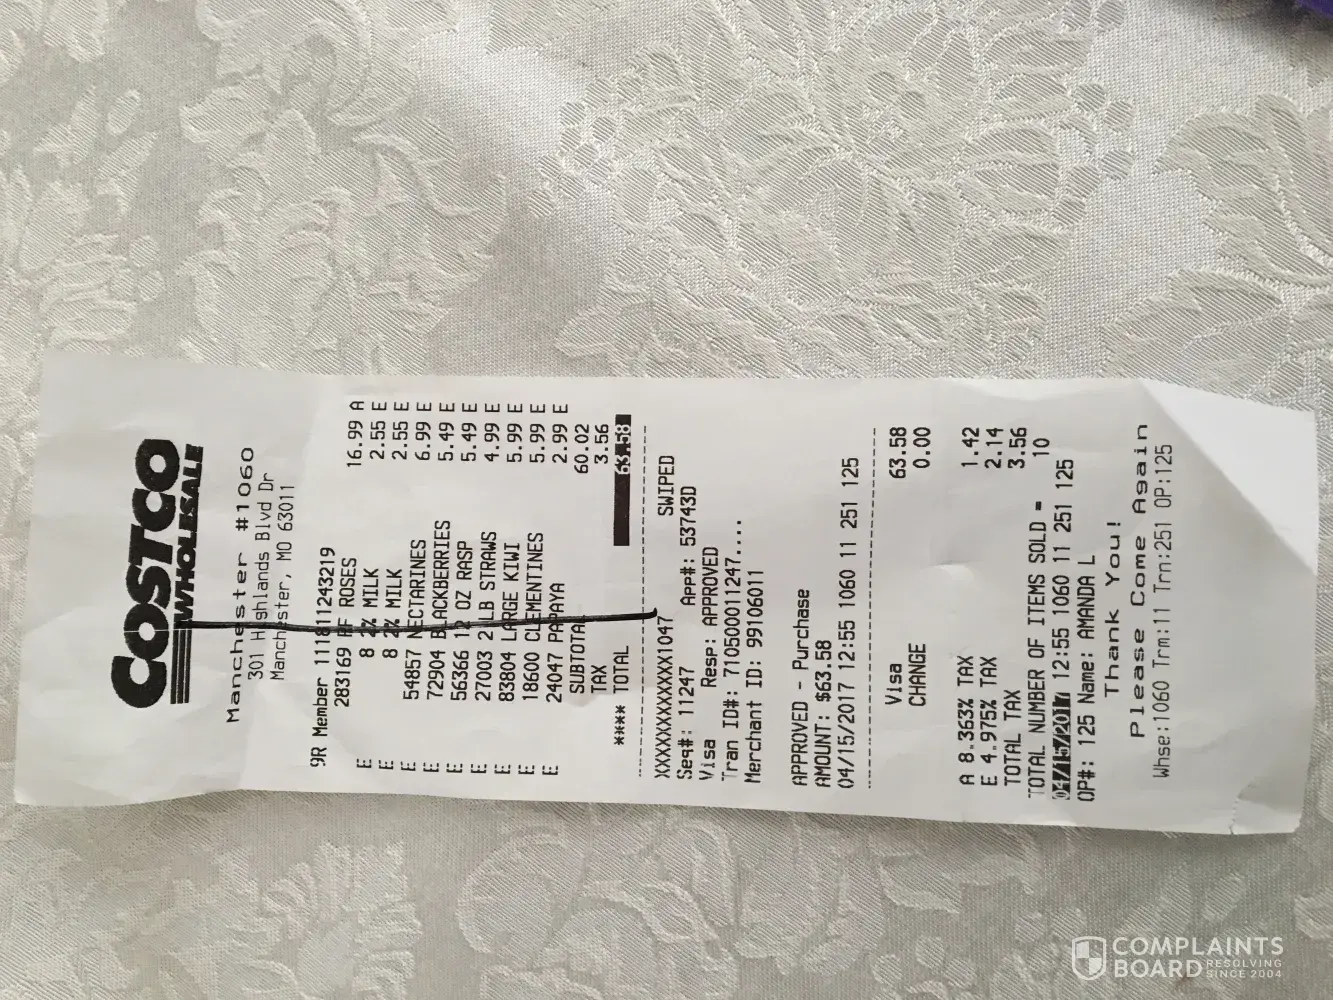 COSTCO
WHOLESALE
Manchester #1060
301 Highlands Blvd Dr
Manchester, MO 63011
9R Member 111811243219
283169 RF ROSES 16.99 A
E 8 2% MILK 2.55 E
E 8 2% MILK 2.55 E
E 54857 NECTARINES 6.99 E
E 72904 BLACKBERRIES 5.49 E
E 56366 12 OZ RASP 5.49 E
E 27003 2 LB STRAWS 4.99 E
E 83804 LARGE KIWI 5.99 E
E 18600 CLEMENTINES 5.99 E
E 24047 PAPAYA 2.99 E
SUBTOTAL 60.02
TAX 3.56
**** TOTAL 63.58
XXXXXXXXXXXX1047 SWIPED
Seq#: 11247 App#: 53743D
Visa Resp: APPROVED
Tran ID#: 710500011247....
Merchant ID: 99106011
APPROVED - Purchase
AMOUNT: $63.58
04/15/2017 12:55 1060 11 251 125
Visa 63.58
CHANGE 0.00
A 8.363% TAX 1.42
E 4.975% TAX 2.14
TOTAL TAX 3.56
TOTAL NUMBER OF ITEMS SOLD = 10
04/15/2017 12:55 1060 11 251 125
OP#: 125 Name: AMANDA L
Thank You!
Please Come Again
Whse:1060 Trm:11 Trn:251 OP:125
COMPLAINTS
BOARD RESOLVING
SINCE 2004